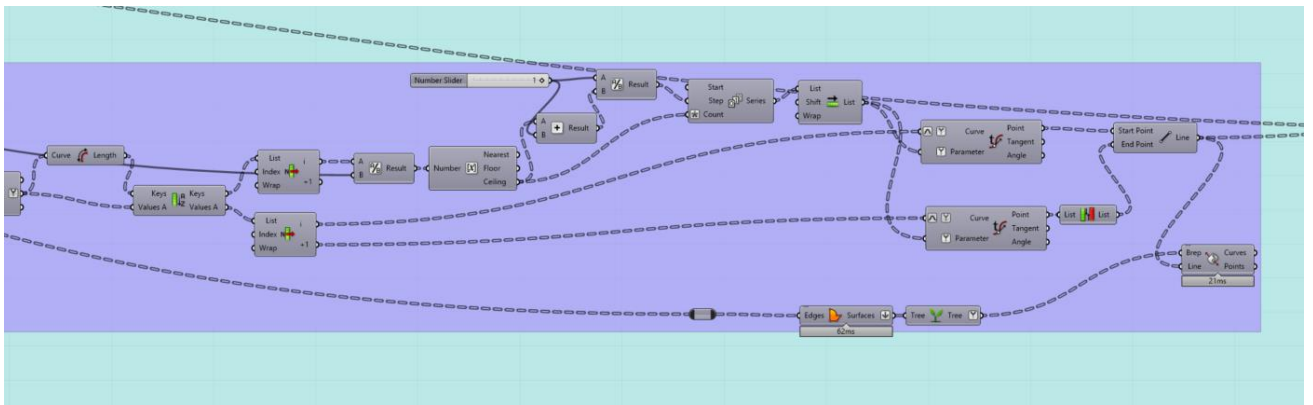 Number Slider 1
A B Result
Start Step Count Series
List Shift Wrap List
A B Result
Curve Parameter Point Tangent Angle
Start Point End Point Line
Curve Length
List Index Wrap i +1
A B Result
Number Nearest Floor Ceiling
Keys Values A Keys Values A
List Index Wrap i +1
Curve Parameter Point Tangent Angle
List List
Brep Line Curves Points
21ms
Edges Surfaces
62ms
Tree Tree